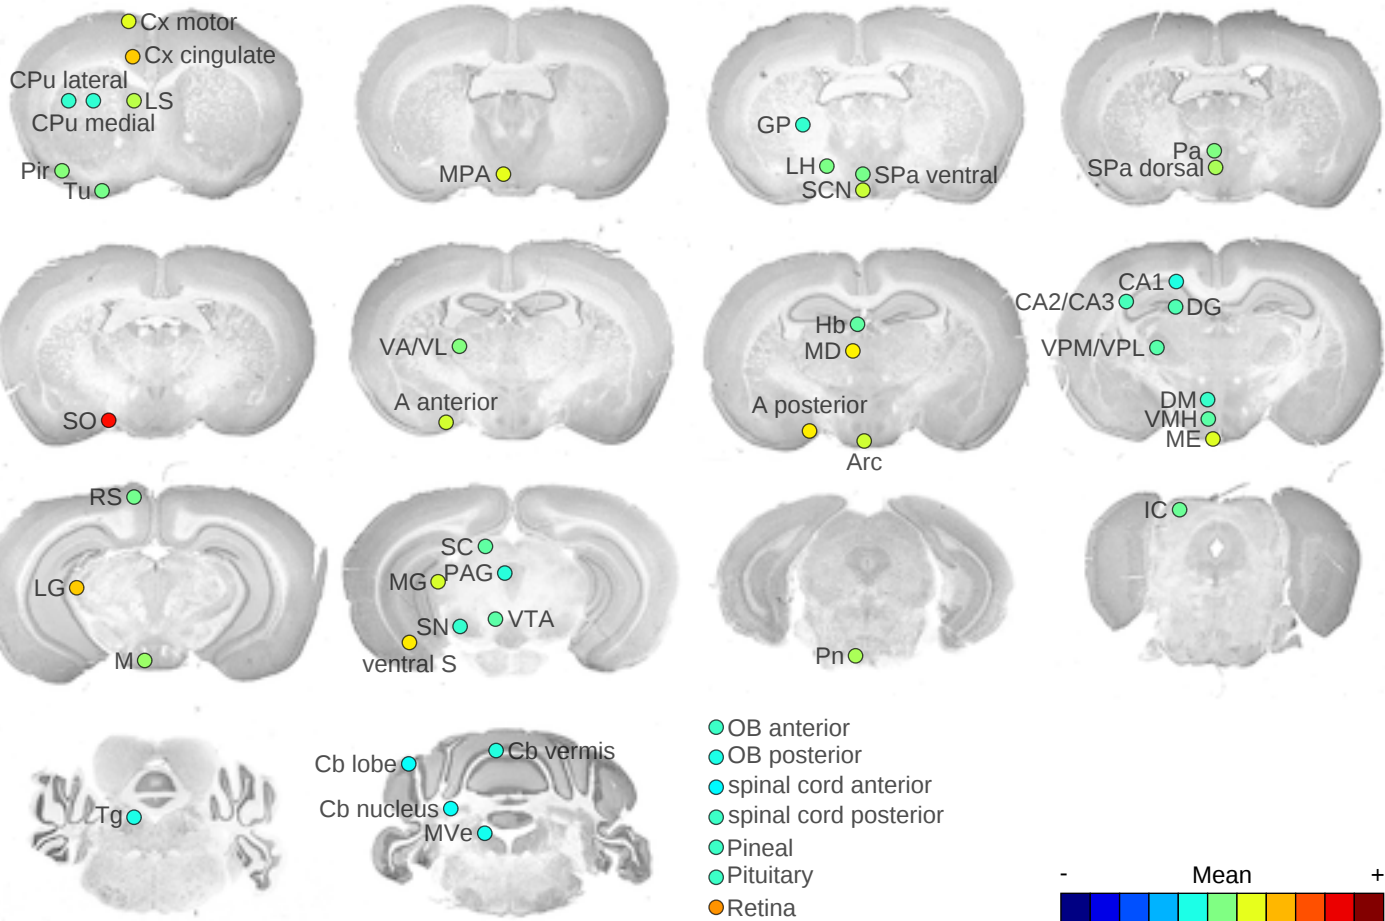 Cx motor
Cx cingulate
CPu lateral
LS
CPu medial
Pir
Tu
MPA
GP
LH
SPa ventral
SCN
Pa
SPa dorsal
SO
VA/VL
A anterior
Hb
MD
A posterior
Arc
CA1
CA2/CA3
DG
VPM/VPL
DM
VMH
ME
RS
LG
M
SC
MG
PAG
SN
VTA
ventral S
Pn
IC
Tg
Cb lobe
Cb vermis
Cb nucleus
MVe
OB anterior
OB posterior
spinal cord anterior
spinal cord posterior
Pineal
Pituitary
Retina
- Mean +